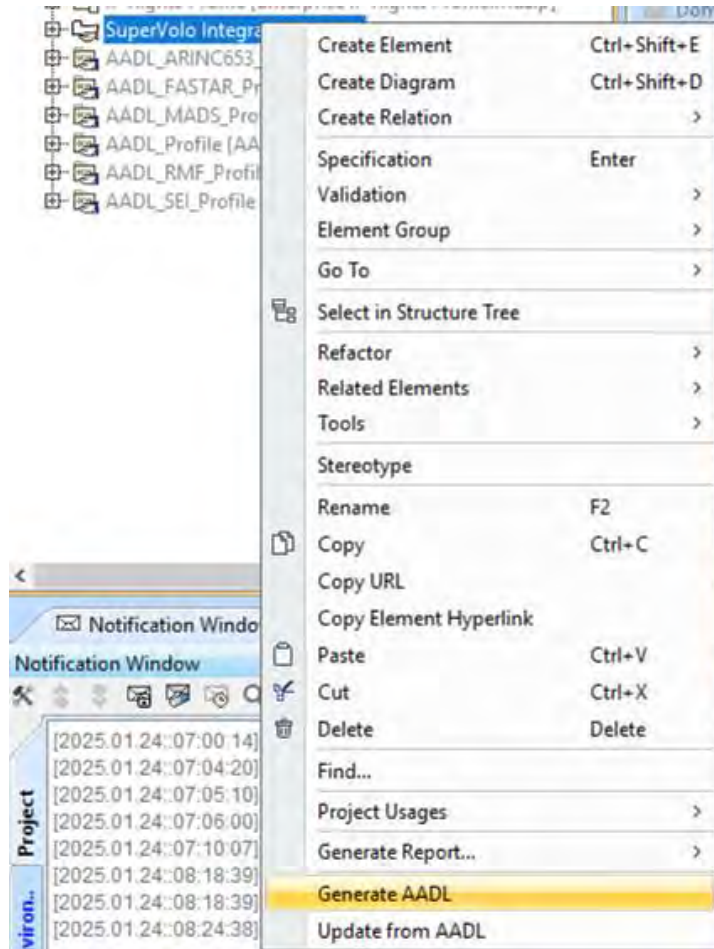 SuperVolo Integra
AADL_ARINC653_
AADL_FASTAR_Pr
AADL_MADS_Pro
AADL_Profile [AA
AADL_RMF_Profil
AADL_SEI_Profile
Create Element Ctrl+Shift+E
Create Diagram Ctrl+Shift+D
Create Relation
Specification Enter
Validation
Element Group
Go To
Select in Structure Tree
Refactor
Related Elements
Tools
Stereotype
Rename F2
Copy Ctrl+C
Copy URL
Copy Element Hyperlink
Paste Ctrl+V
Cut Ctrl+X
Delete Delete
Find...
Project Usages
Generate Report...
Generate AADL
Update from AADL
Notification Windo
Notification Window
Project
viron..
[2025.01.24::07:00:14]
[2025.01.24::07:04:20]
[2025.01.24::07:05:10]
[2025.01.24::07:06:00]
[2025.01.24::07:10:07]
[2025.01.24::08:18:39]
[2025.01.24::08:18:39]
[2025.01.24::08:24:38]